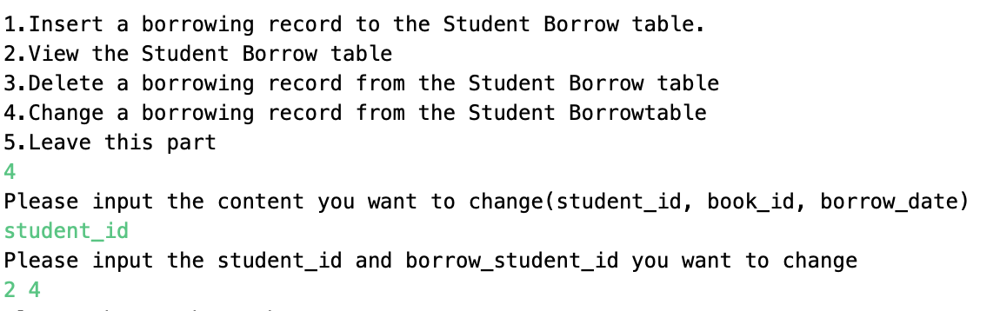 1.Insert a borrowing record to the Student Borrow table.
2.View the Student Borrow table
3.Delete a borrowing record from the Student Borrow table
4.Change a borrowing record from the Student Borrowtable
5.Leave this part
4
Please input the content you want to change(student_id, book_id, borrow_date)
student_id
Please input the student_id and borrow_student_id you want to change
2 4